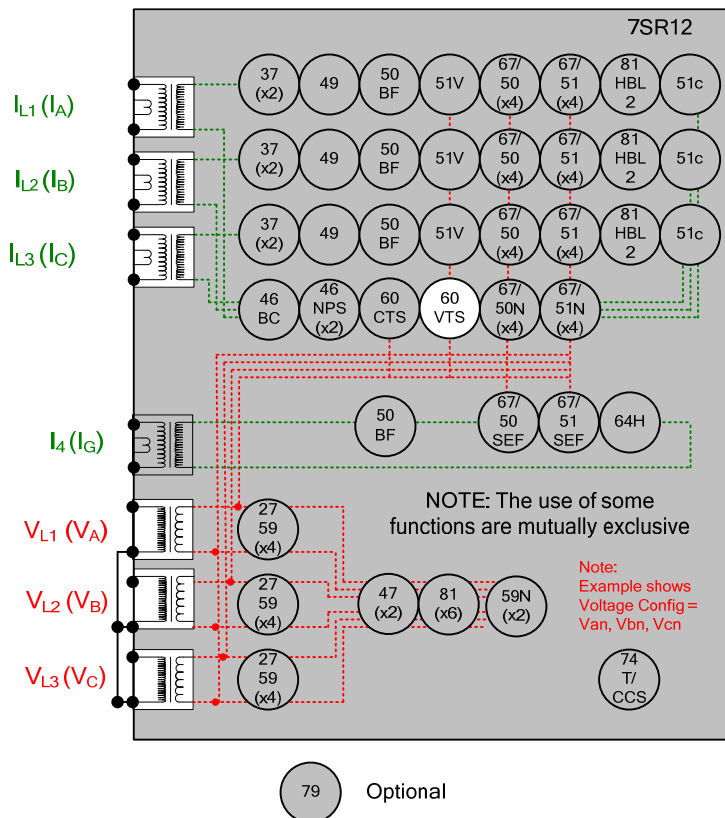 7SR12
IL1 (IA)
37
(x2)
49
50
BF
51V
67/
50
(x4)
67/
51
(x4)
81
HBL
2
51c
IL2 (IB)
37
(x2)
49
50
BF
51V
67/
50
(x4)
67/
51
(x4)
81
HBL
2
51c
IL3 (IC)
37
(x2)
49
50
BF
51V
67/
50
(x4)
67/
51
(x4)
81
HBL
2
51c
46
BC
46
NPS
(x2)
60
CTS
60
VTS
67/
50N
(x4)
67/
51N
(x4)
I4 (IG)
50
BF
67/
50
SEF
67/
51
SEF
64H
NOTE: The use of some
functions are mutually exclusive
VL1 (VA)
27
59
(x4)
VL2 (VB)
27
59
(x4)
47
(x2)
81
(x6)
59N
(x2)
Note:
Example shows
Voltage Config =
Van, Vbn, Vcn
VL3 (VC)
27
59
(x4)
74
T/
CCS
79
Optional